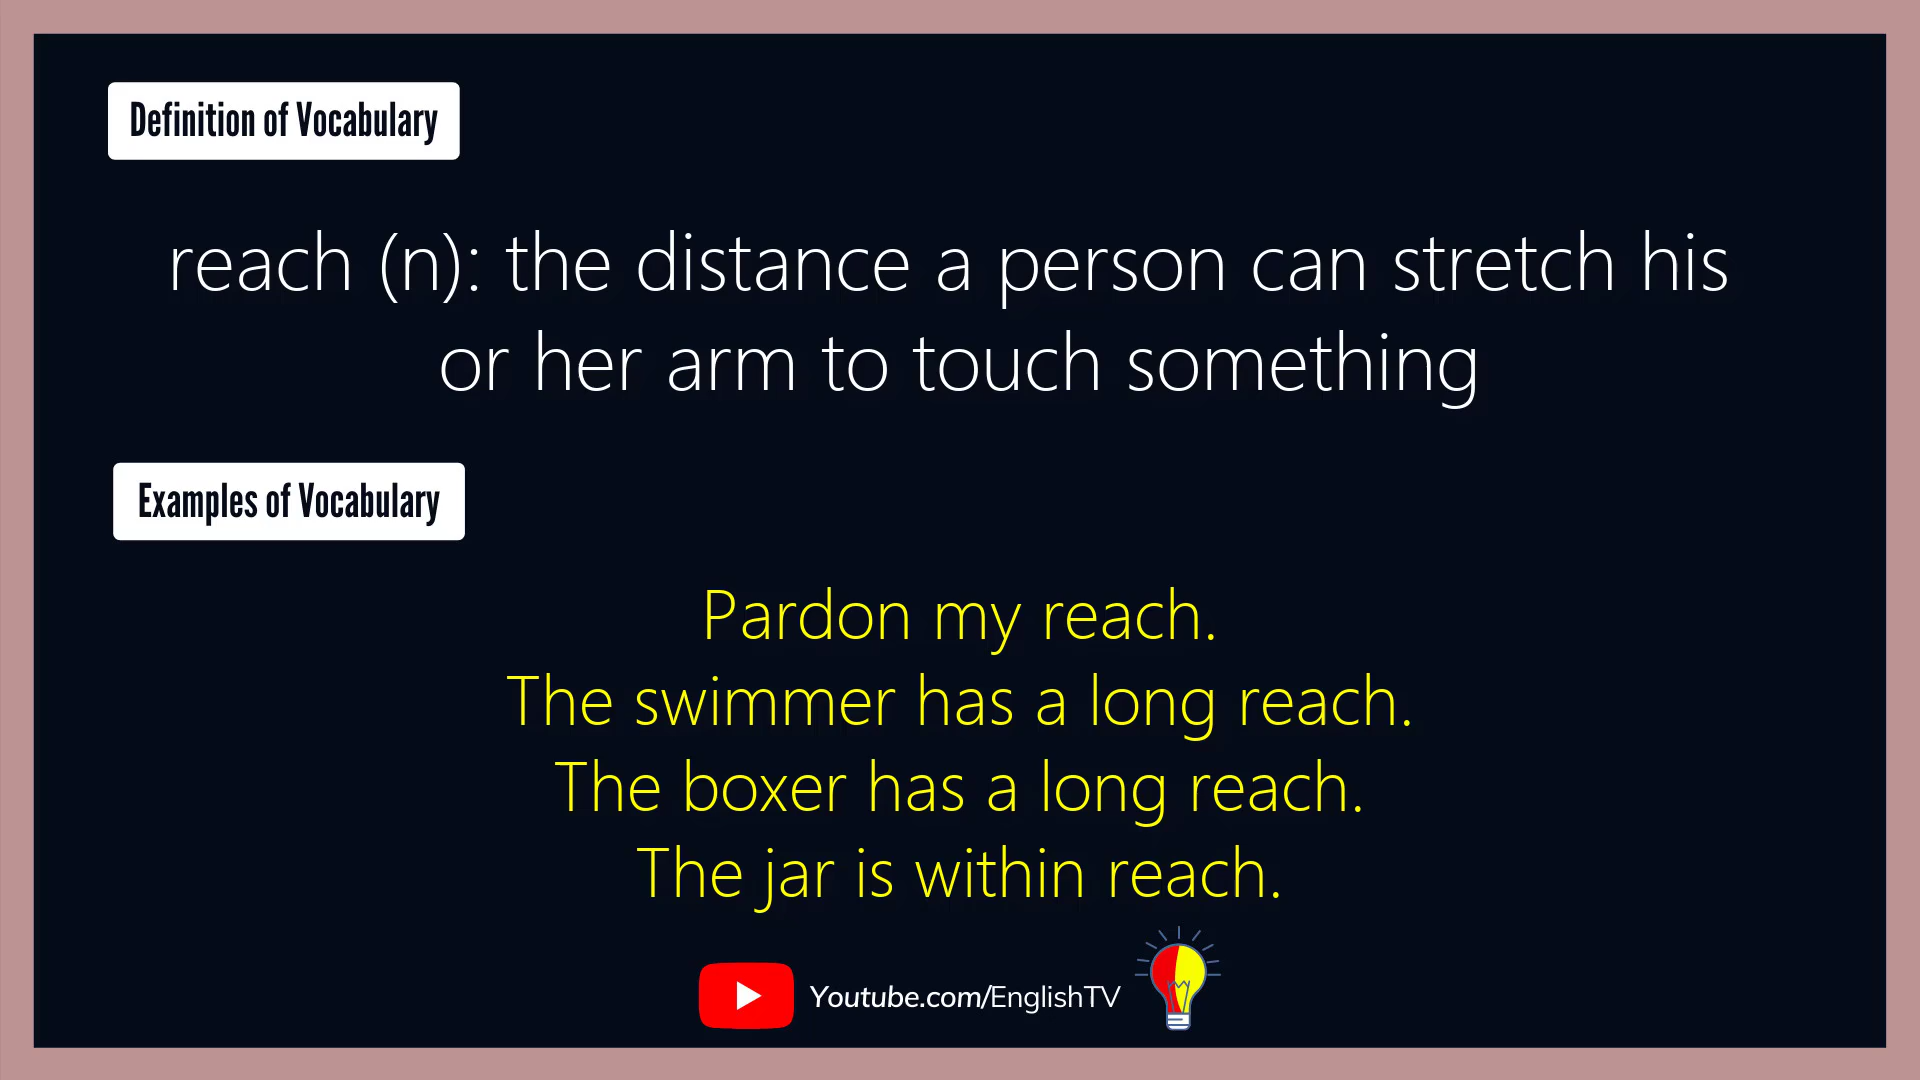 Definition of Vocabulary
reach (n): the distance a person can stretch his
or her arm to touch something
Examples of Vocabulary
Pardon my reach.
The swimmer has a long reach.
The boxer has a long reach.
The jar is within reach.
Youtube.com/EnglishTV